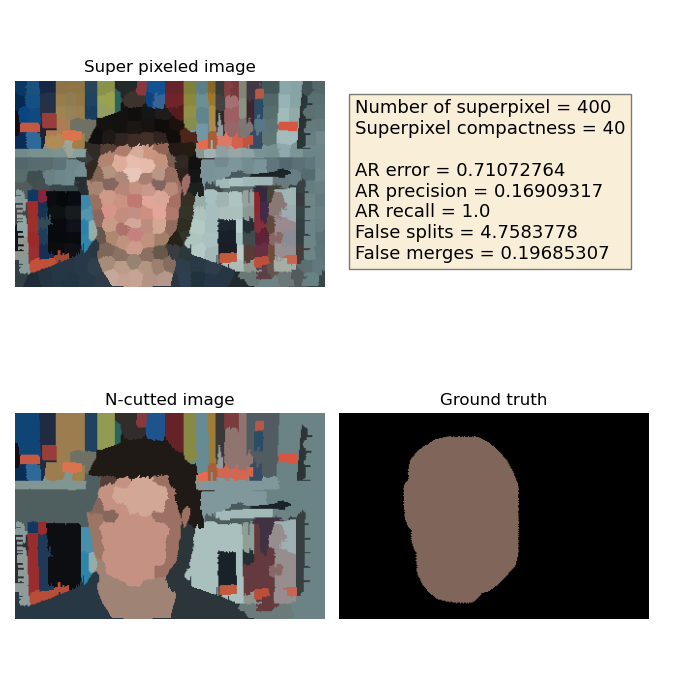 Super pixeled image
Number of superpixel = 400
Superpixel compactness = 40
AR error = 0.71072764
AR precision = 0.16909317
AR recall = 1.0
False splits = 4.7583778
False merges = 0.19685307
N-cutted image
Ground truth